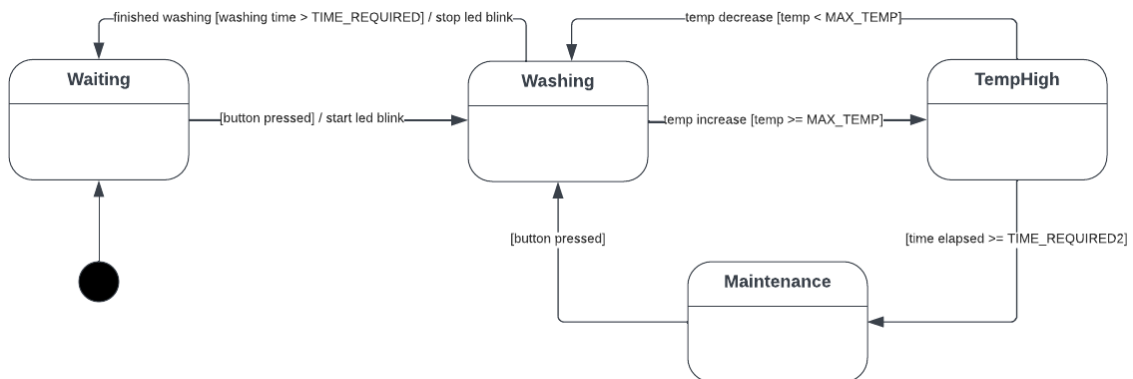 finished washing [washing time > TIME_REQUIRED] / stop led blink
temp decrease [temp < MAX_TEMP]
Waiting
Washing
TempHigh
[button pressed] / start led blink
temp increase [temp >= MAX_TEMP]
[button pressed]
[time elapsed >= TIME_REQUIRED2]
Maintenance